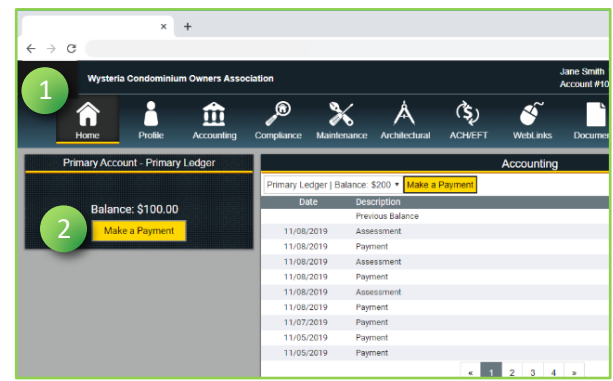 Wysteria Condominium Owners Association
Jane Smith
Account #10
1
Home Profile Accounting Compliance Maintenance Architectural ACH/EFT WebLinks Documen
Primary Account - Primary Ledger
Accounting
Primary Ledger | Balance: $200 Make a Payment
Date Description
Previous Balance
Balance: $100.00
2
Make a Payment
11/08/2019 Assessment
11/08/2019 Payment
11/08/2019 Assessment
11/08/2019 Payment
11/08/2019 Assessment
11/08/2019 Payment
11/07/2019 Payment
11/05/2019 Payment
11/05/2019 Payment
« 1 2 3 4 »